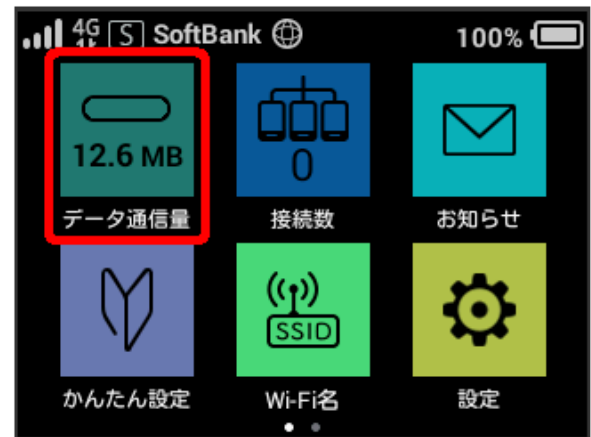 4G S SoftBank 100%
12.6 MB
0
データ通信量 接続数 お知らせ
SSID
かんたん設定 Wi-Fi名 設定